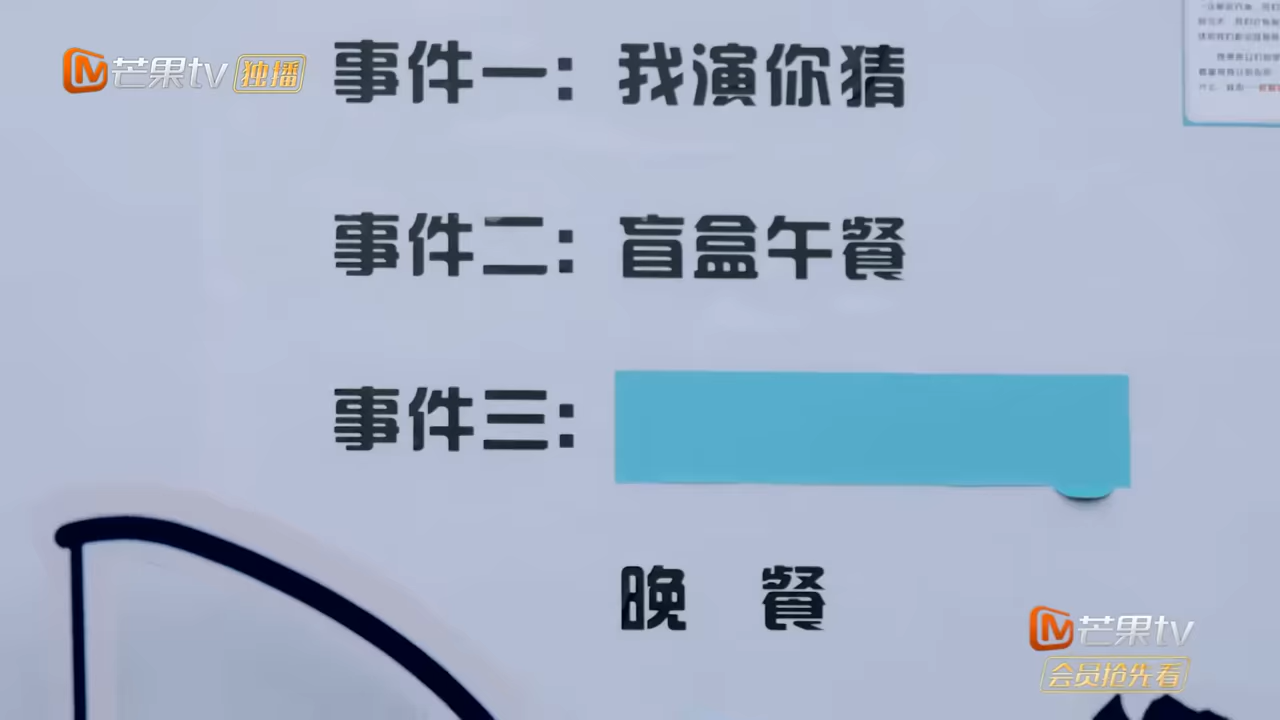 芒果tv 独播
事件一：我演你猜
事件二：盲盒午餐
事件三：
晚 餐
芒果tv
会员抢先看